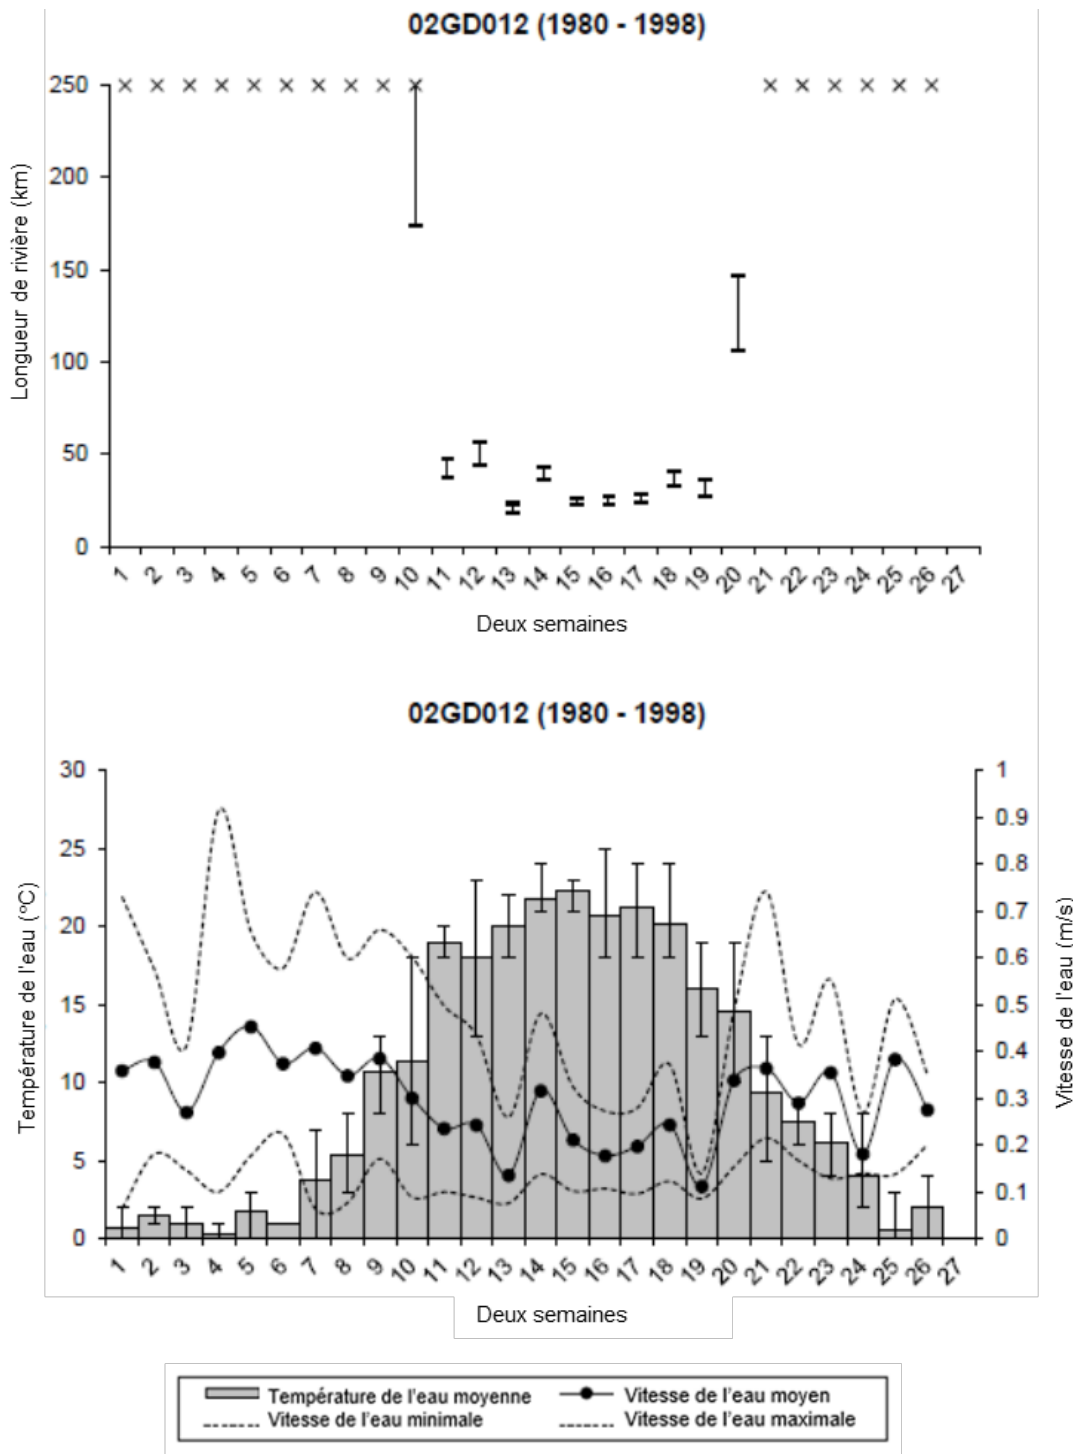 02GD012 (1980 - 1998)
Longueur de rivière (km)
250
200
150
100
50
0
1 2 3 4 5 6 7 8 9 10 11 12 13 14 15 16 17 18 19 20 21 22 23 24 25 26 27
Deux semaines
02GD012 (1980 - 1998)
Température de l'eau (°C)
30
25
20
15
10
5
0
1
0.9
0.8
0.7
0.6
0.5
0.4
0.3
0.2
0.1
0
Vitesse de l'eau (m/s)
1 2 3 4 5 6 7 8 9 10 11 12 13 14 15 16 17 18 19 20 21 22 23 24 25 26 27
Deux semaines
Température de l'eau moyenne
Vitesse de l'eau moyen
Vitesse de l'eau minimale
Vitesse de l'eau maximale